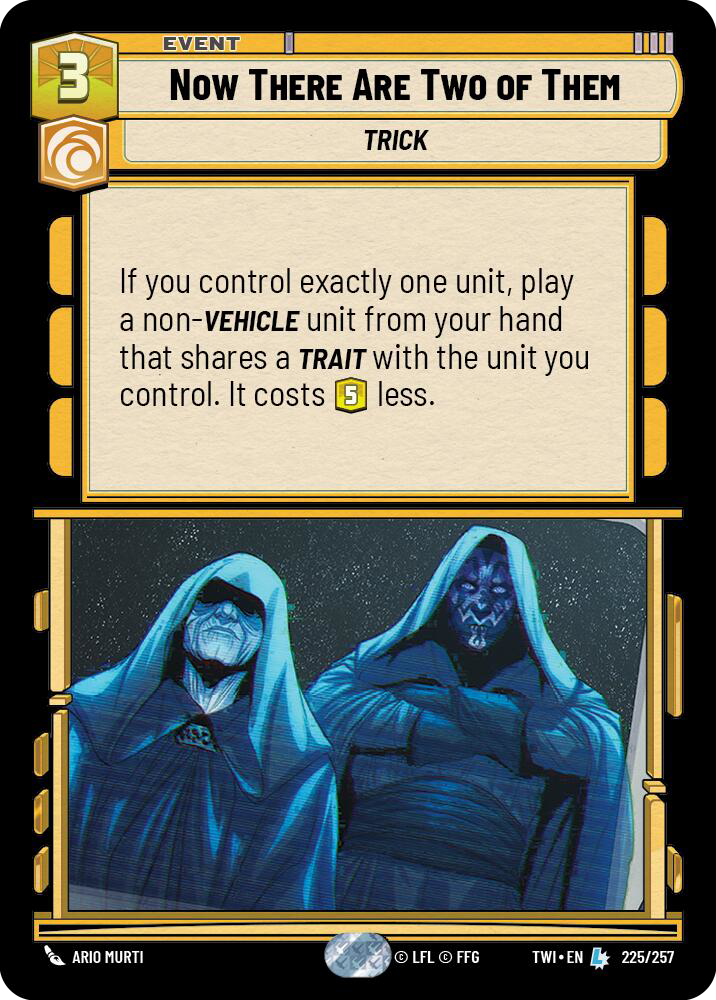 EVENT
3
NOW THERE ARE TWO OF THEM
TRICK
If you control exactly one unit, play
a non-VEHICLE unit from your hand
that shares a TRAIT with the unit you
control. It costs 5 less.
ARIO MURTI
© LFL © FFG
TWI • EN L 225/257